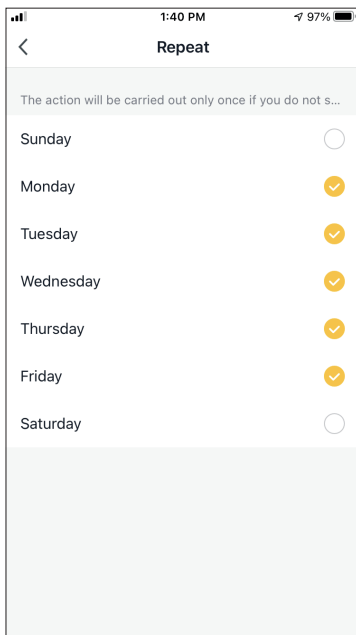 1:40 PM 97%
Repeat
The action will be carried out only once if you do not s...
Sunday
Monday
Tuesday
Wednesday
Thursday
Friday
Saturday